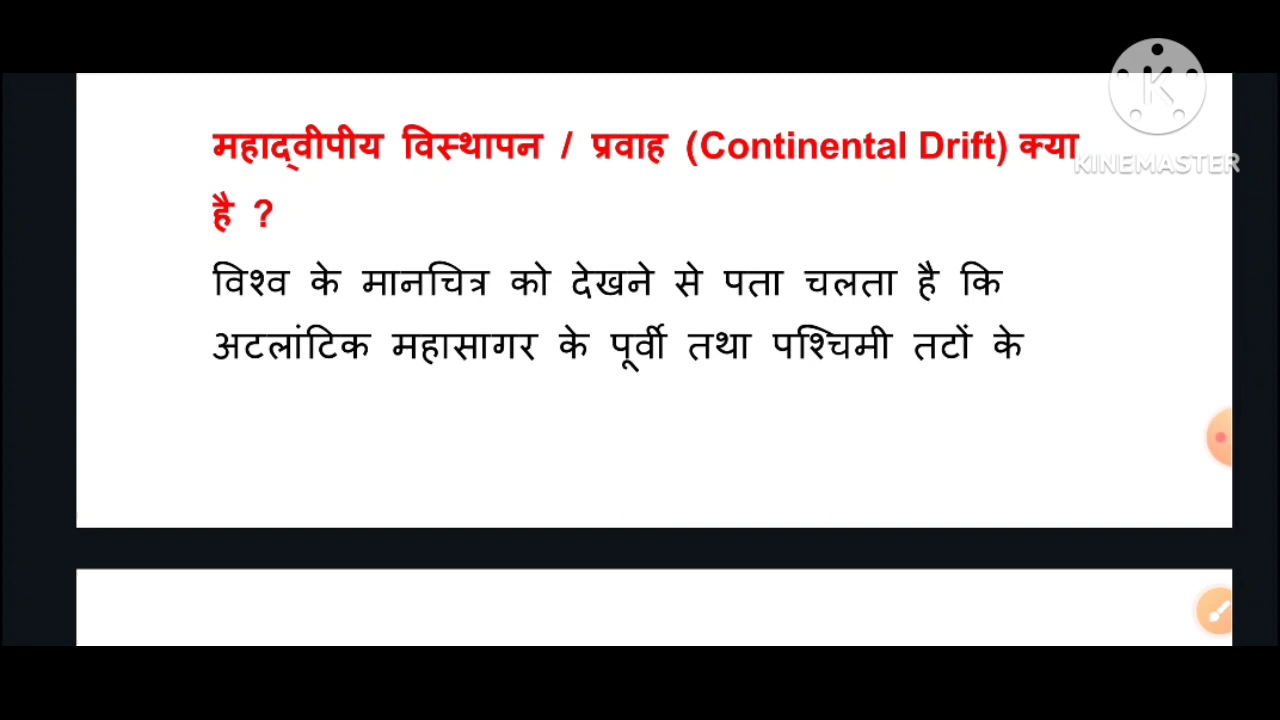 महाद्वीपीय विस्थापन / प्रवाह (Continental Drift) क्या
है ?
विश्व के मानचित्र को देखने से पता चलता है कि
अटलांटिक महासागर के पूर्वी तथा पश्चिमी तटों के
K
KINEMASTER